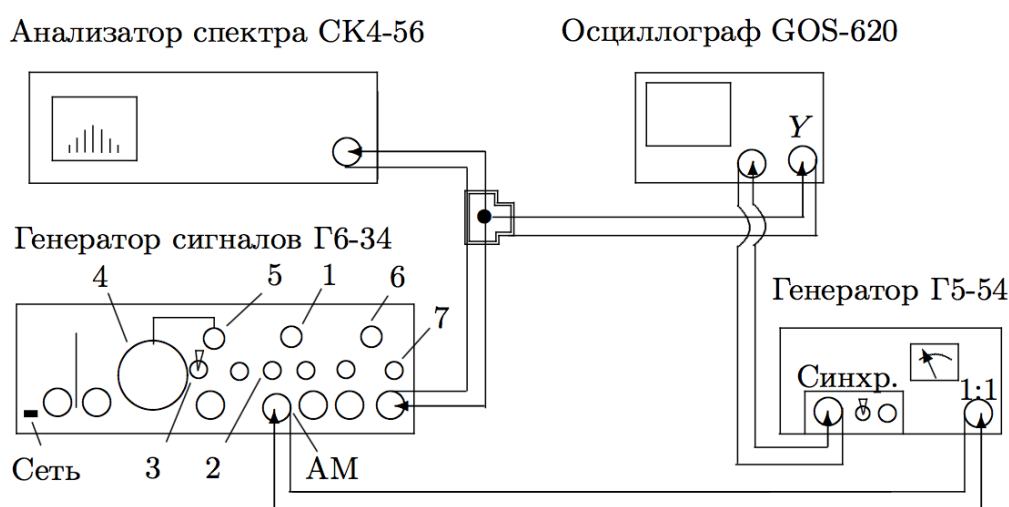 Анализатор спектра СК4-56
Осциллограф GOS-620
Y
Генератор сигналов Г6-34
4
5
1
6
7
Генератор Г5-54
Синхр.
1:1
Сеть
3
2
АМ